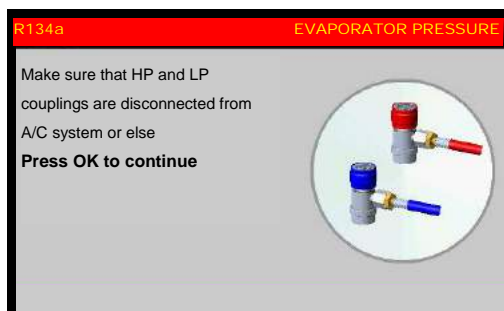 R134a EVAPORATOR PRESSURE
Make sure that HP and LP
couplings are disconnected from
A/C system or else
Press OK to continue